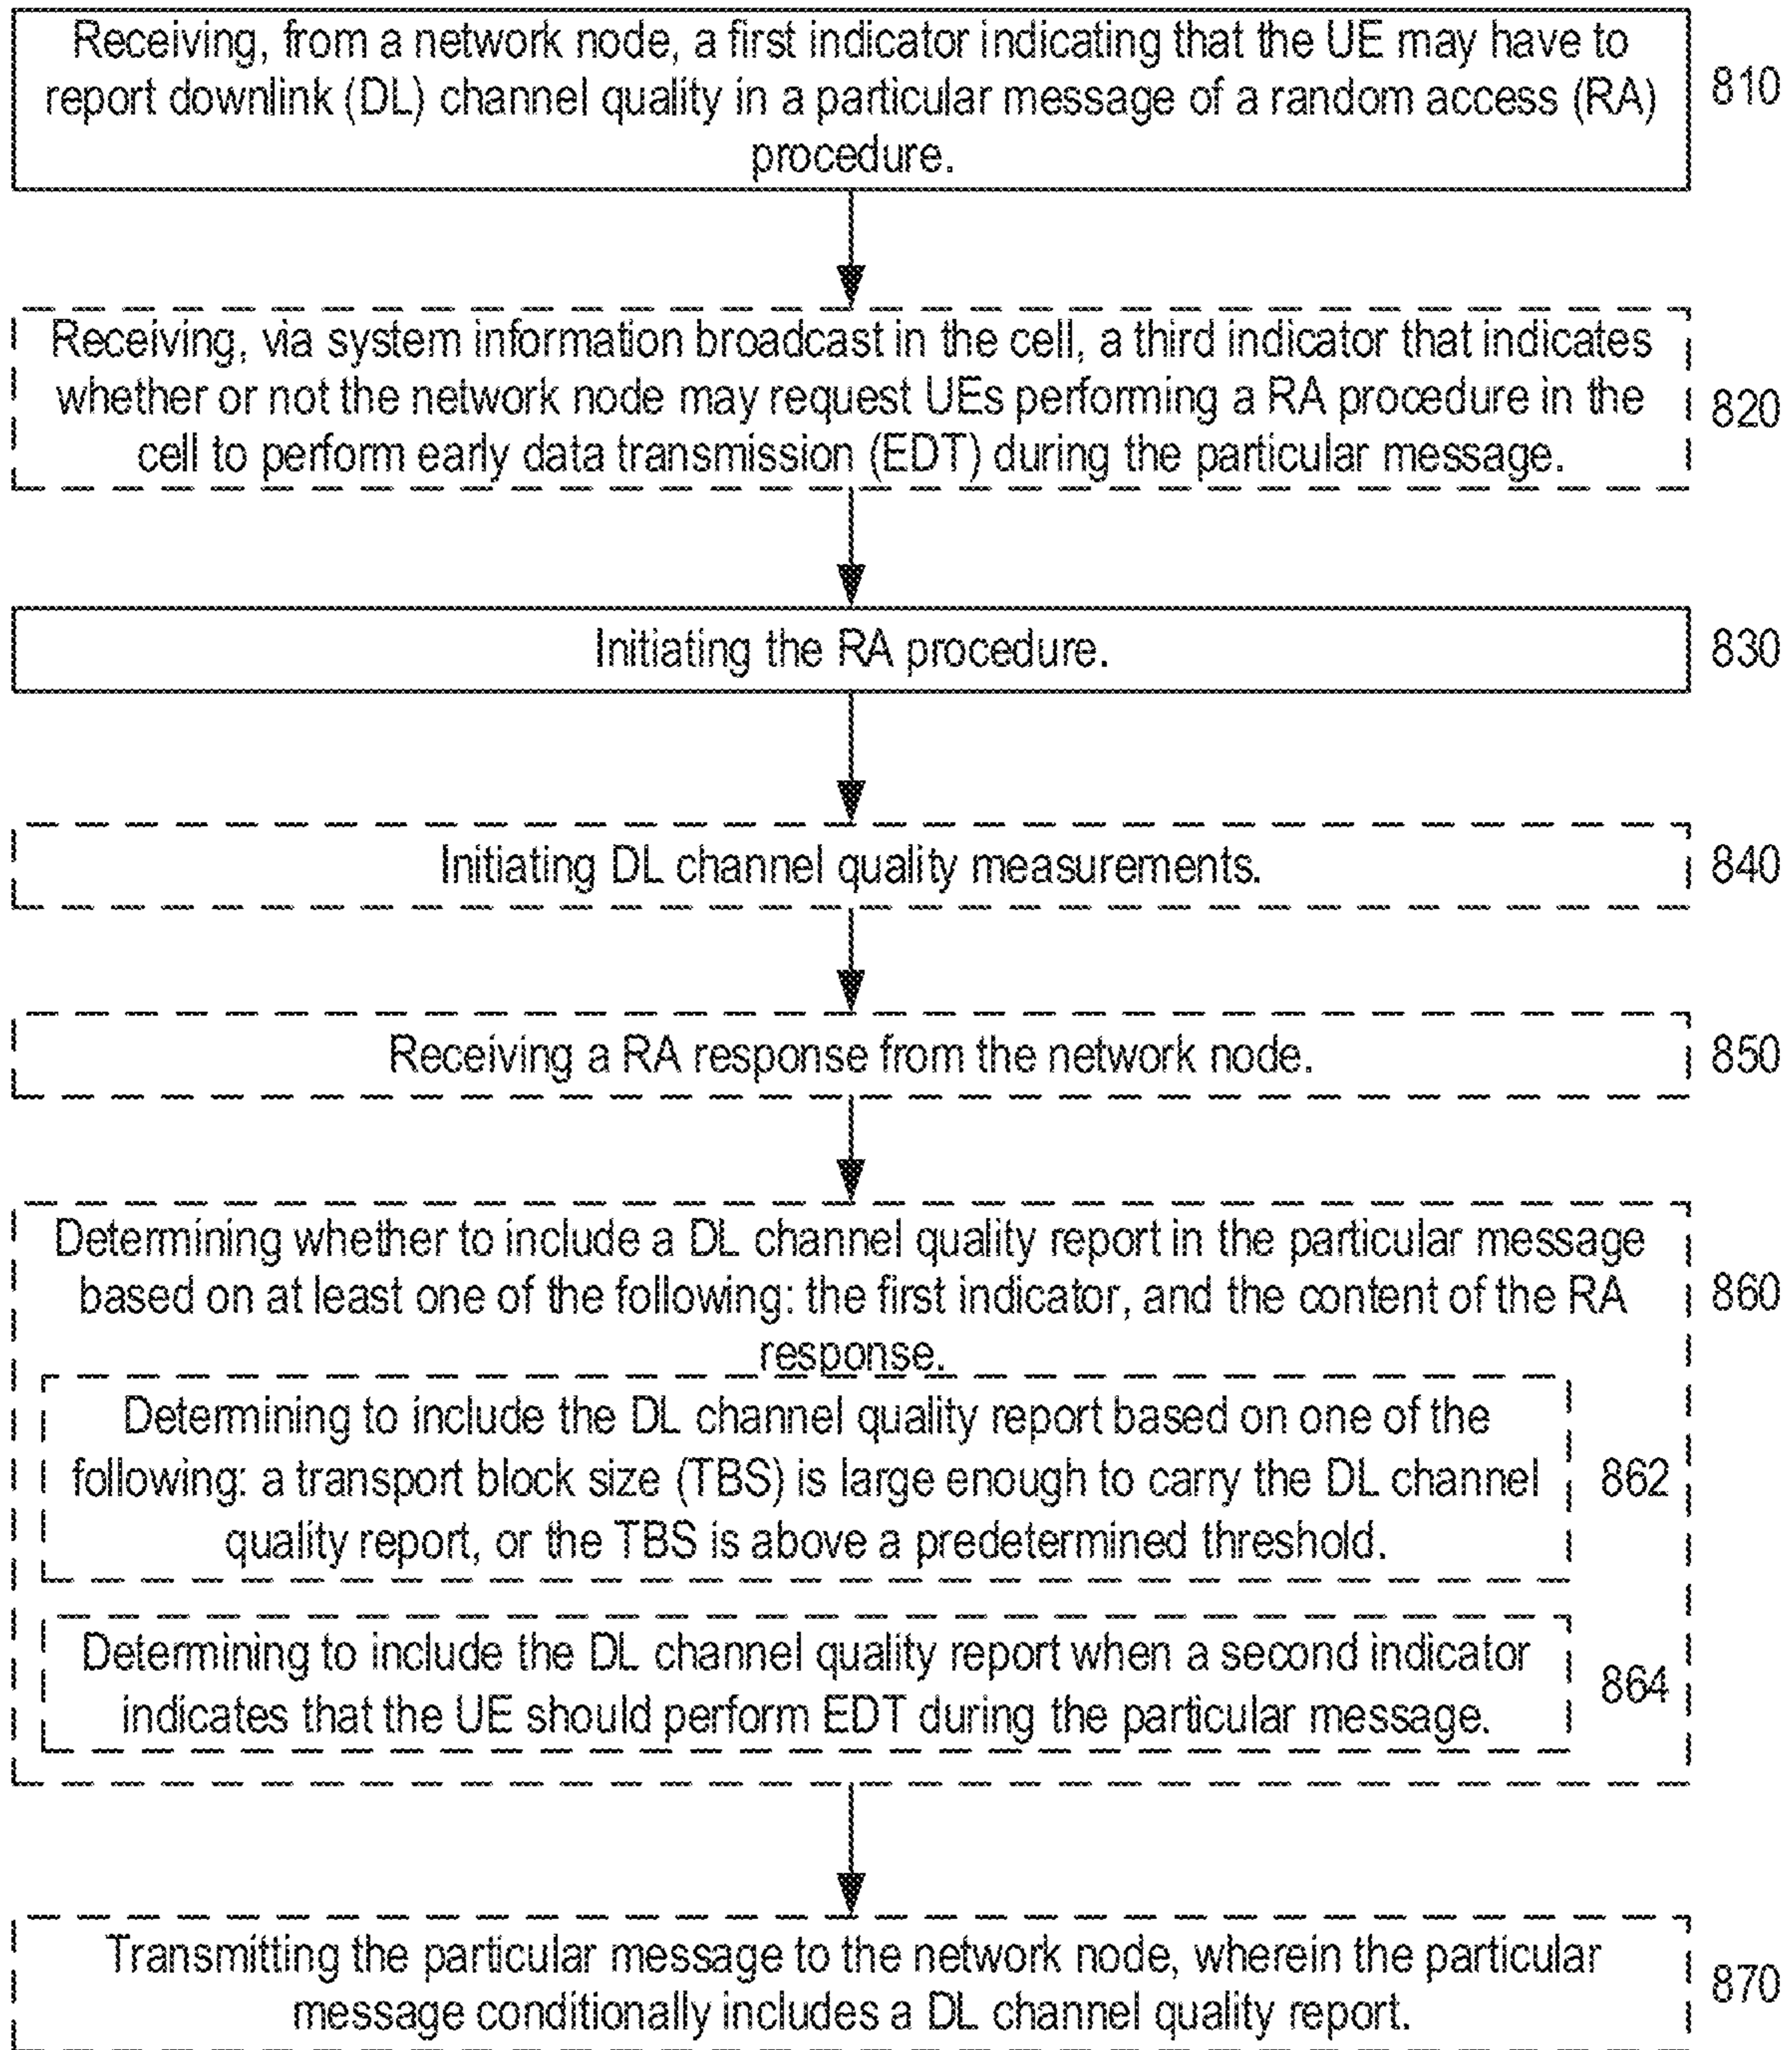 Receiving, from a network node, a first indicator indicating that the UE may have to
report downlink (DL) channel quality in a particular message of a random access (RA)
procedure.
810
Receiving, via system information broadcast in the cell, a third indicator that indicates
whether or not the network node may request UEs performing a RA procedure in the
cell to perform early data transmission (EDT) during the particular message.
820
Initiating the RA procedure.
830
Initiating DL channel quality measurements.
840
Receiving a RA response from the network node.
850
Determining whether to include a DL channel quality report in the particular message
based on at least one of the following: the first indicator, and the content of the RA
response.
860
Determining to include the DL channel quality report based on one of the
following: a transport block size (TBS) is large enough to carry the DL channel
quality report, or the TBS is above a predetermined threshold.
862
Determining to include the DL channel quality report when a second indicator
indicates that the UE should perform EDT during the particular message.
864
Transmitting the particular message to the network node, wherein the particular
message conditionally includes a DL channel quality report.
870